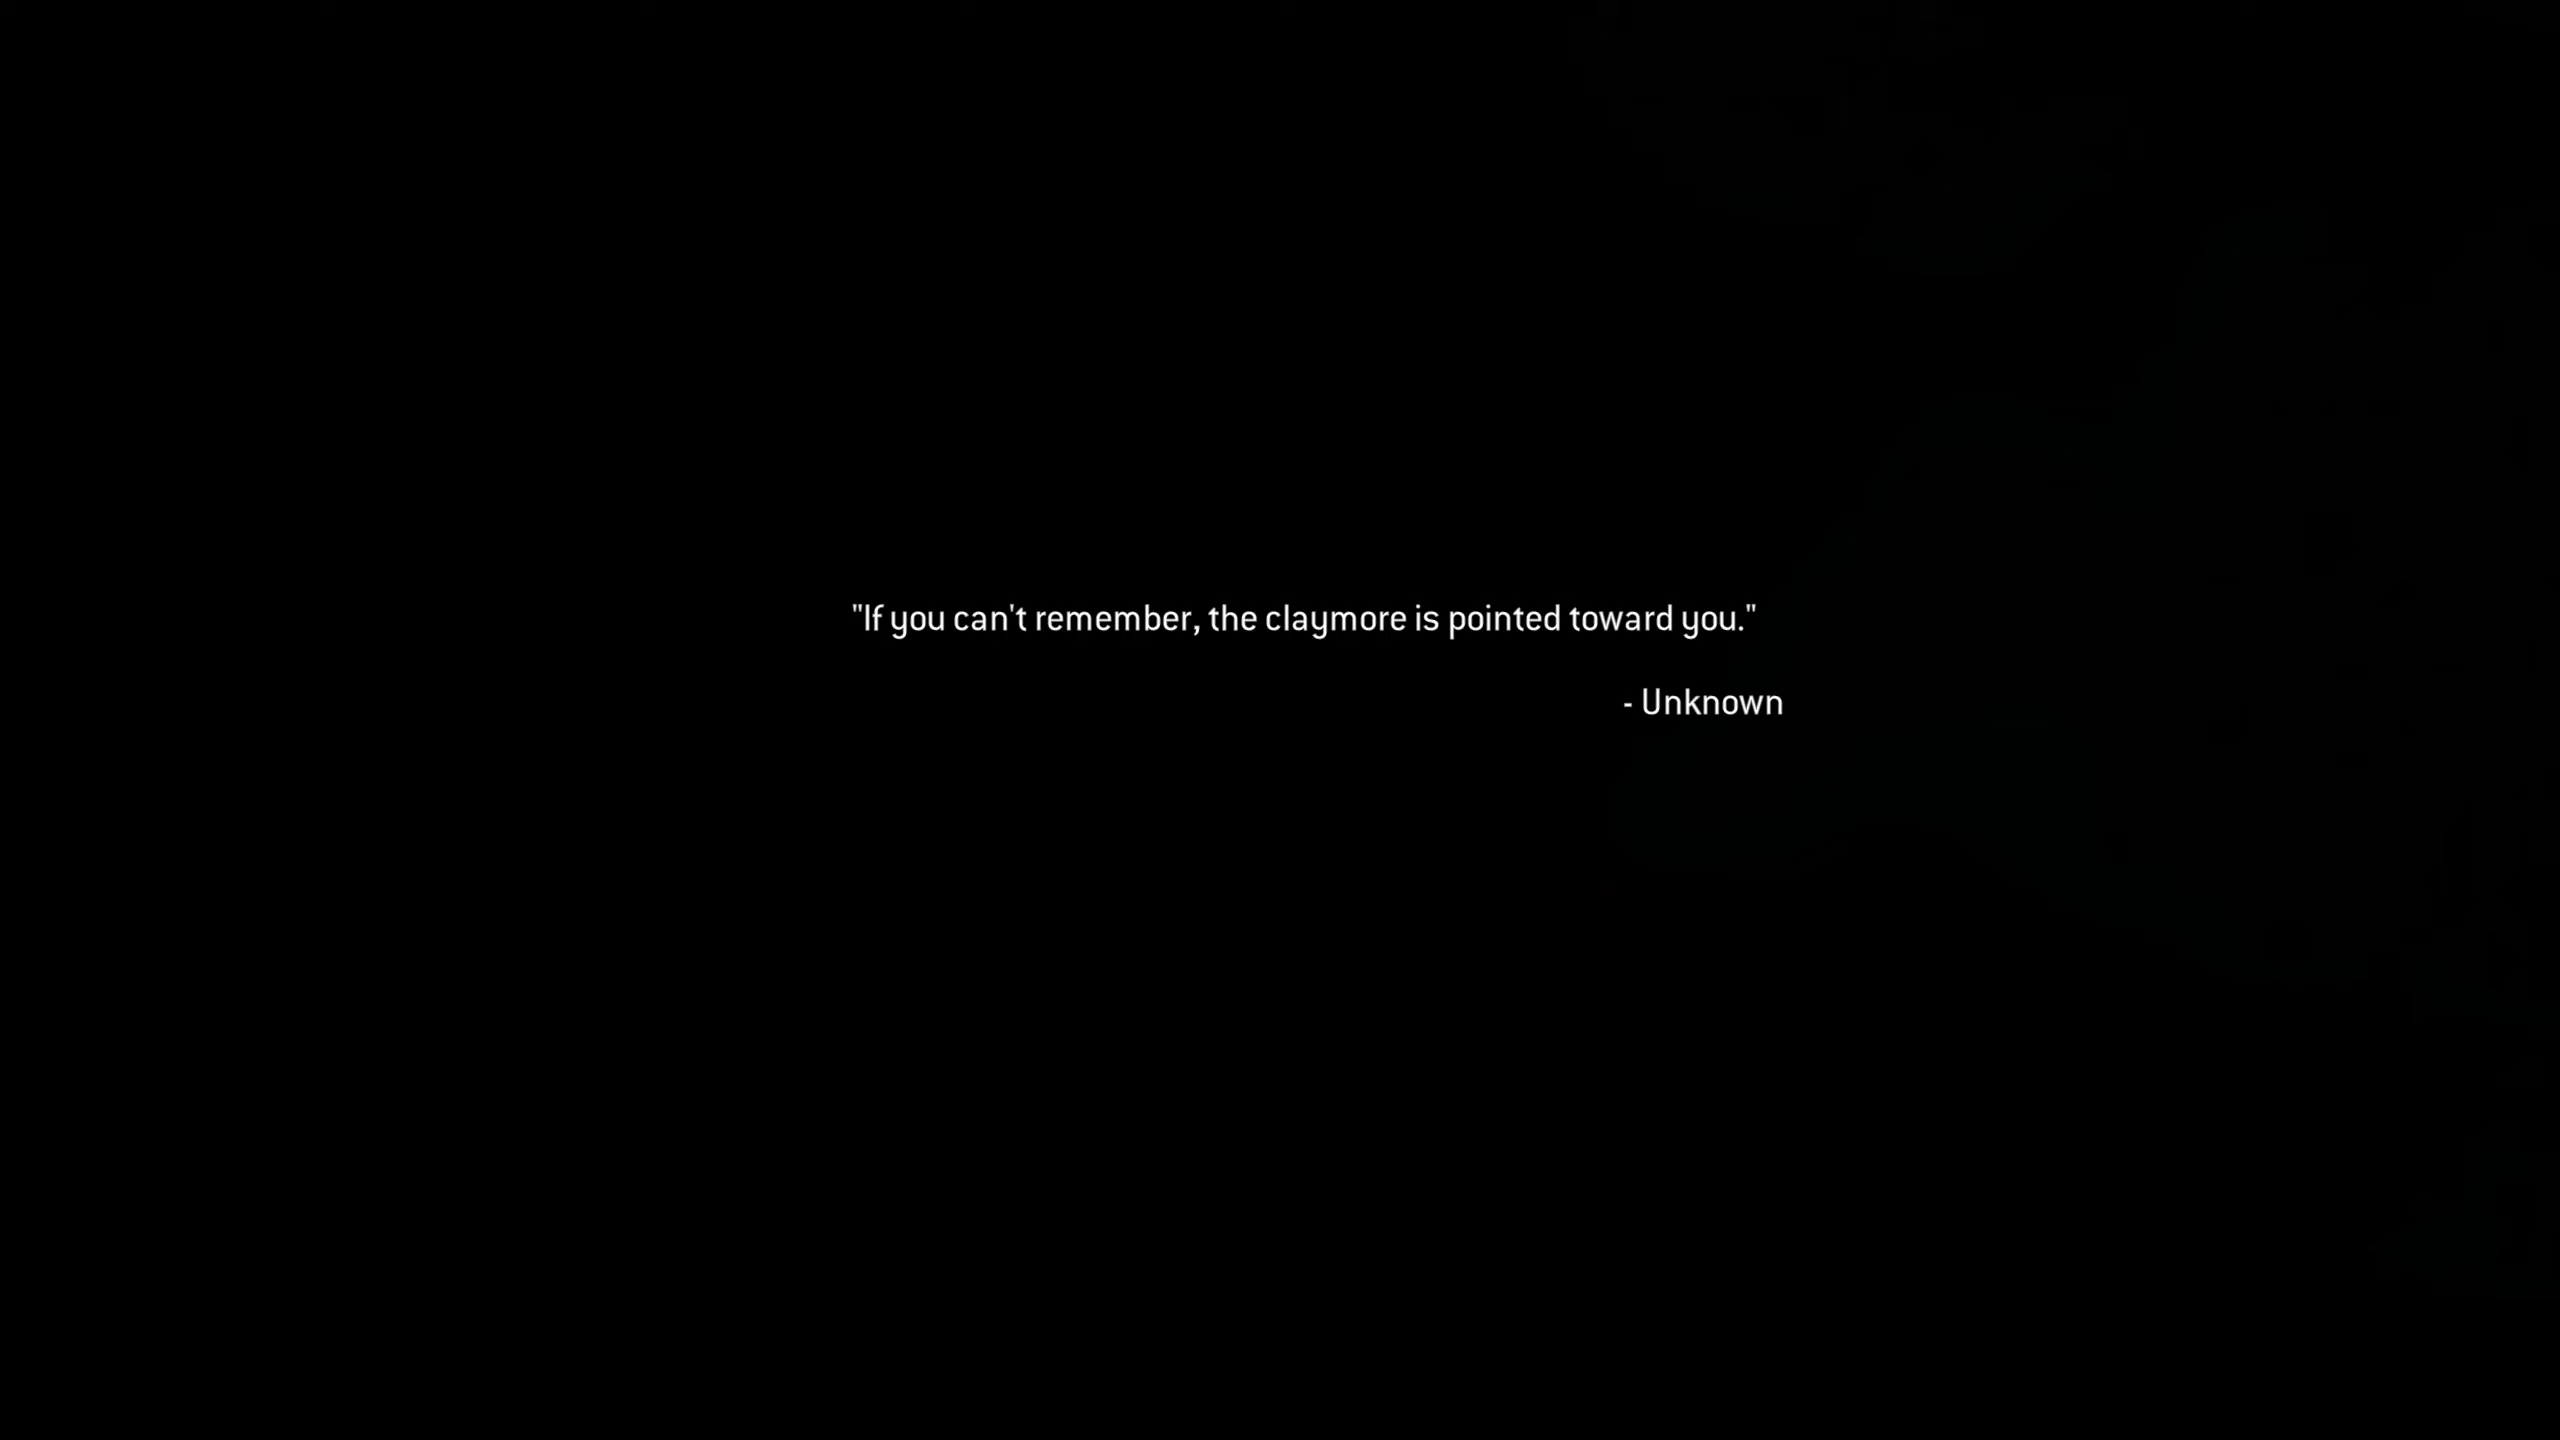 "If you can't remember, the claymore is pointed toward you."
- Unknown